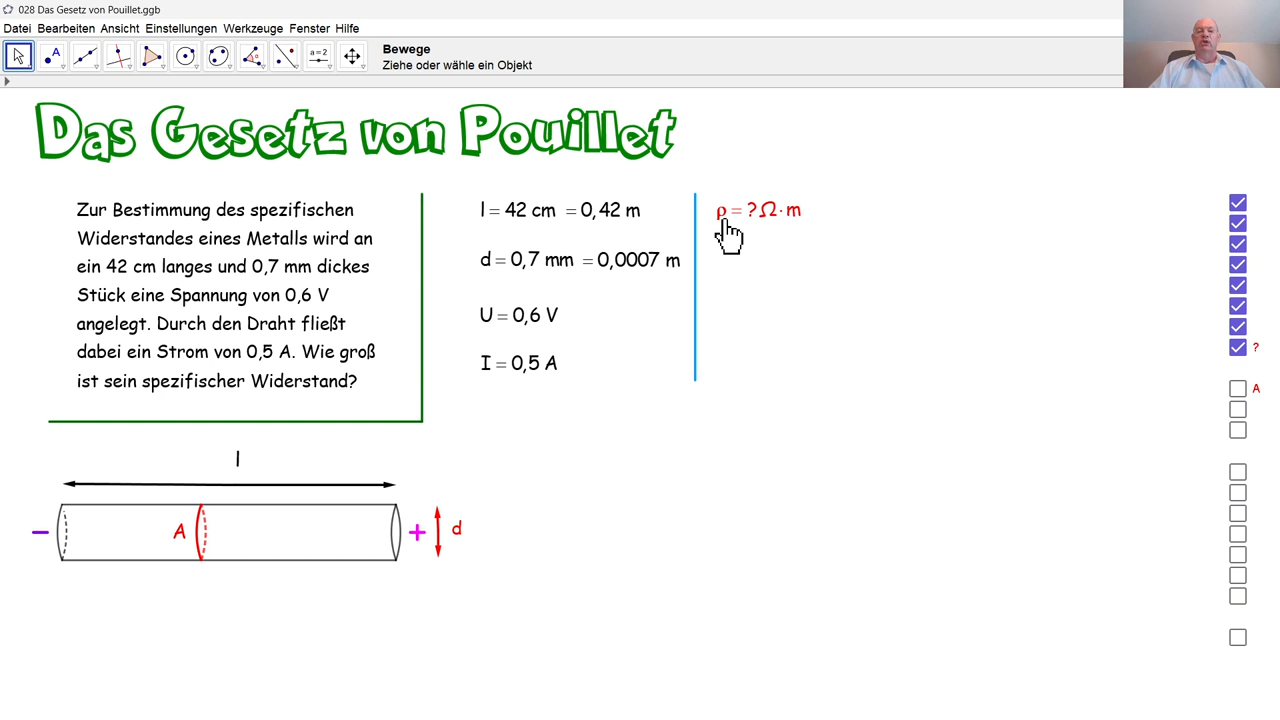 028 Das Gesetz von Pouillet.ggb
Datei Bearbeiten Ansicht Einstellungen Werkzeuge Fenster Hilfe
A
a=2
Bewege
Ziehe oder wähle ein Objekt
Das Gesetz von Pouillet
Zur Bestimmung des spezifischen
Widerstandes eines Metalls wird an
ein 42 cm langes und 0,7 mm dickes
Stück eine Spannung von 0,6 V
angelegt. Durch den Draht fließt
dabei ein Strom von 0,5 A. Wie groß
ist sein spezifischer Widerstand?
l = 42 cm = 0,42 m
d = 0,7 mm = 0,0007 m
U = 0,6 V
I = 0,5 A
ρ = ? Ω · m
?
A
l
− A + d